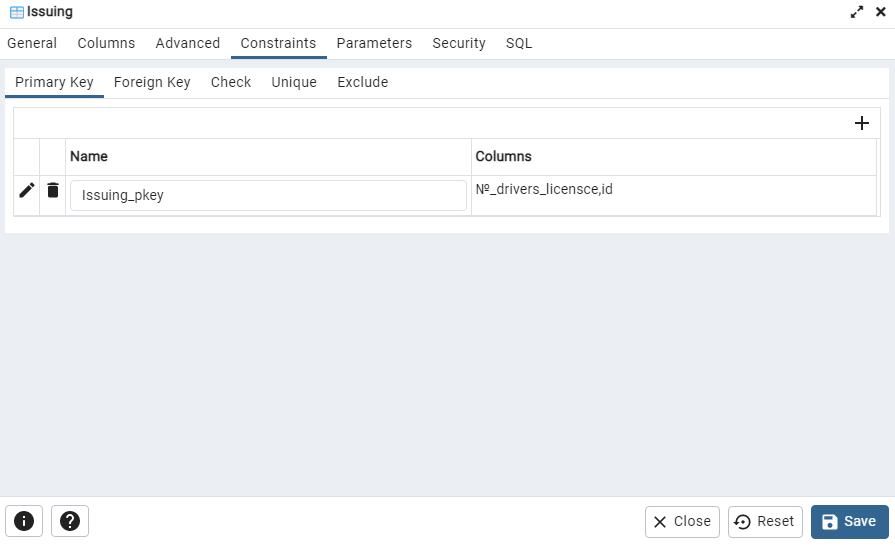 Issuing
General Columns Advanced Constraints Parameters Security SQL
Primary Key Foreign Key Check Unique Exclude
Name Columns
Issuing_pkey №_drivers_licensce,id
Close Reset Save